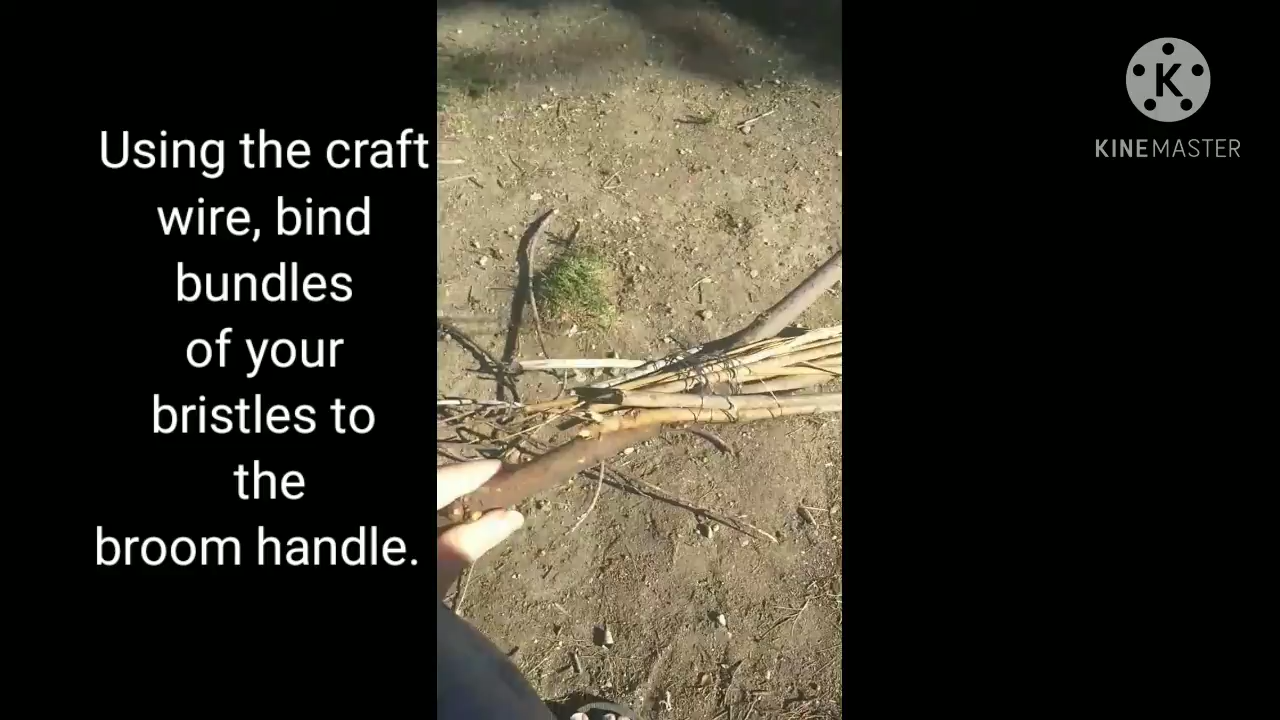 Using the craft
wire, bind
bundles
of your
bristles to
the
broom handle.
K
KINEMASTER